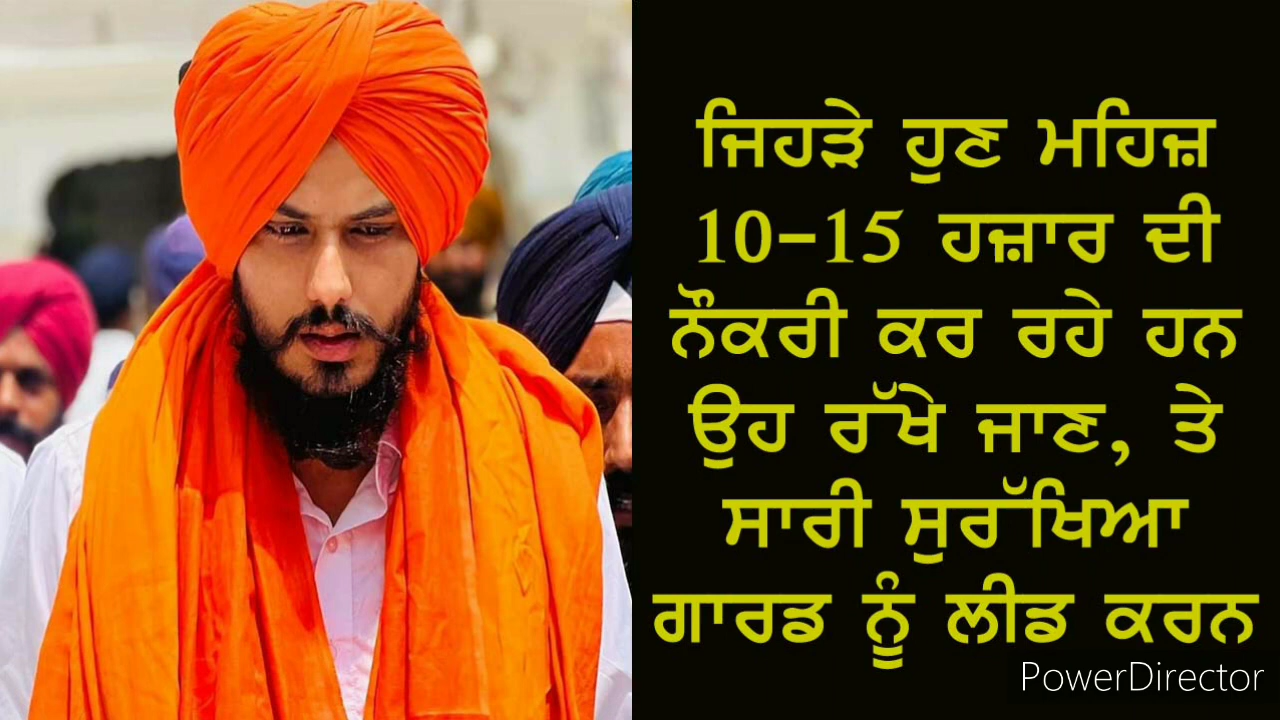 ਜਿਹੜੇ ਹੁਣ ਮਹਿਜ਼
10-15 ਹਜ਼ਾਰ ਦੀ
ਨੌਕਰੀ ਕਰ ਰਹੇ ਹਨ
ਉਹ ਰੱਖੇ ਜਾਣ, ਤੇ
ਸਾਰੀ ਸੁਰੱਖਿਆ
ਗਾਰਡ ਨੂੰ ਲੀਡ ਕਰਨ
PowerDirector